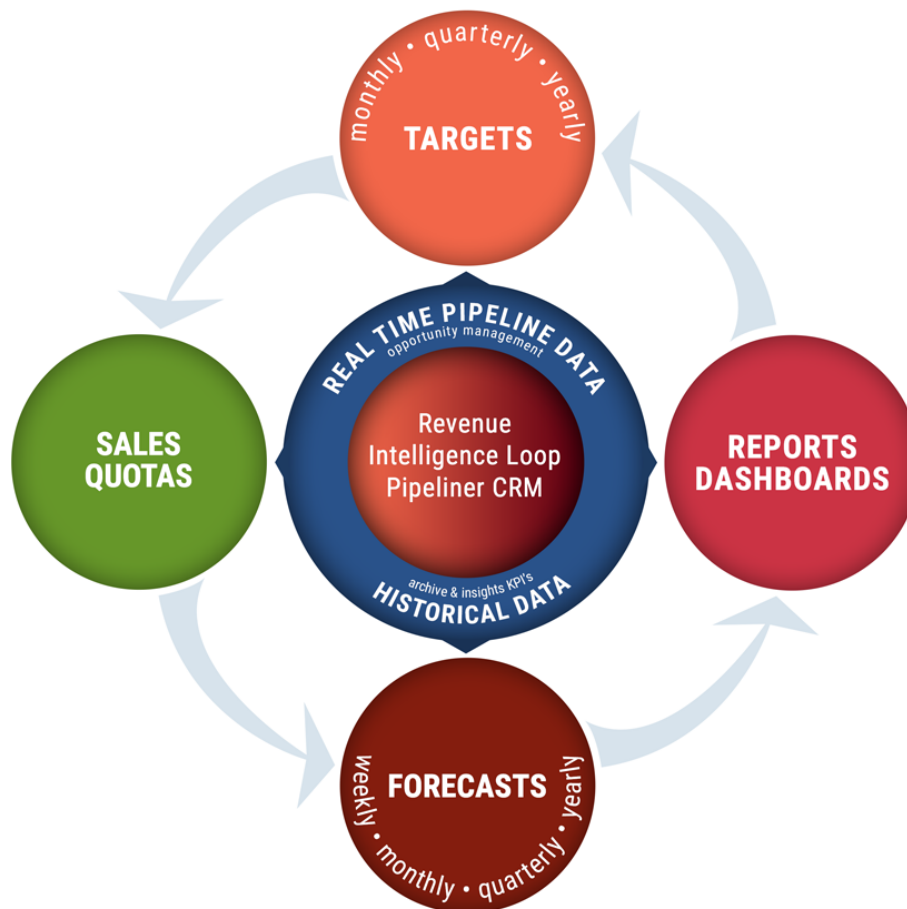 monthly • quarterly • yearly
TARGETS
REAL TIME PIPELINE DATA
opportunity management
SALES
QUOTAS
Revenue
Intelligence Loop
Pipeliner CRM
REPORTS
DASHBOARDS
archive & insights KPI's
HISTORICAL DATA
FORECASTS
weekly • monthly • quarterly • yearly